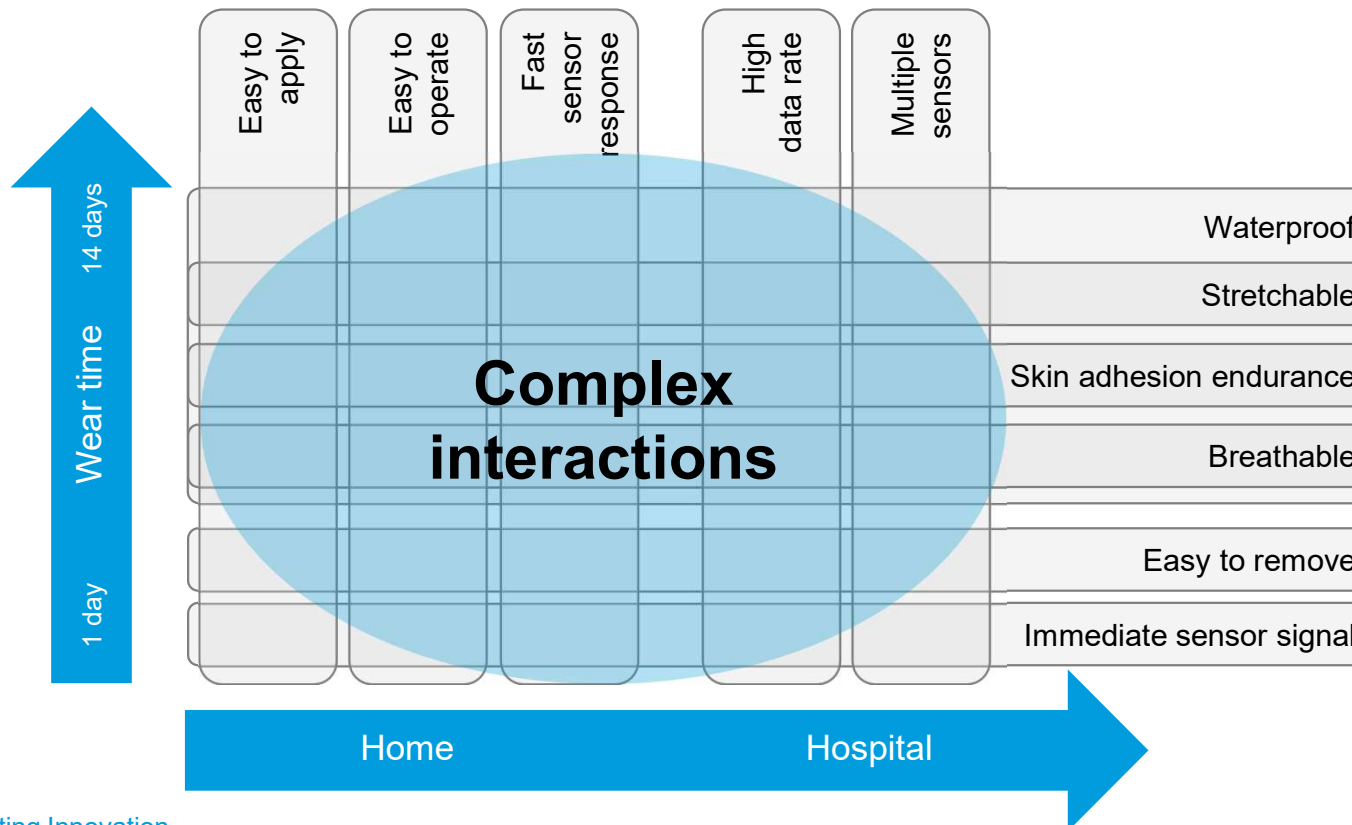 Easy to
apply
Easy to
operate
Fast
sensor
response
High
data rate
Multiple
sensors
14 days
Wear time
1 day
Waterproof
Stretchable
Skin adhesion endurance
Breathable
Easy to remove
Immediate sensor signal
Complex
interactions
Home
Hospital
Innovation